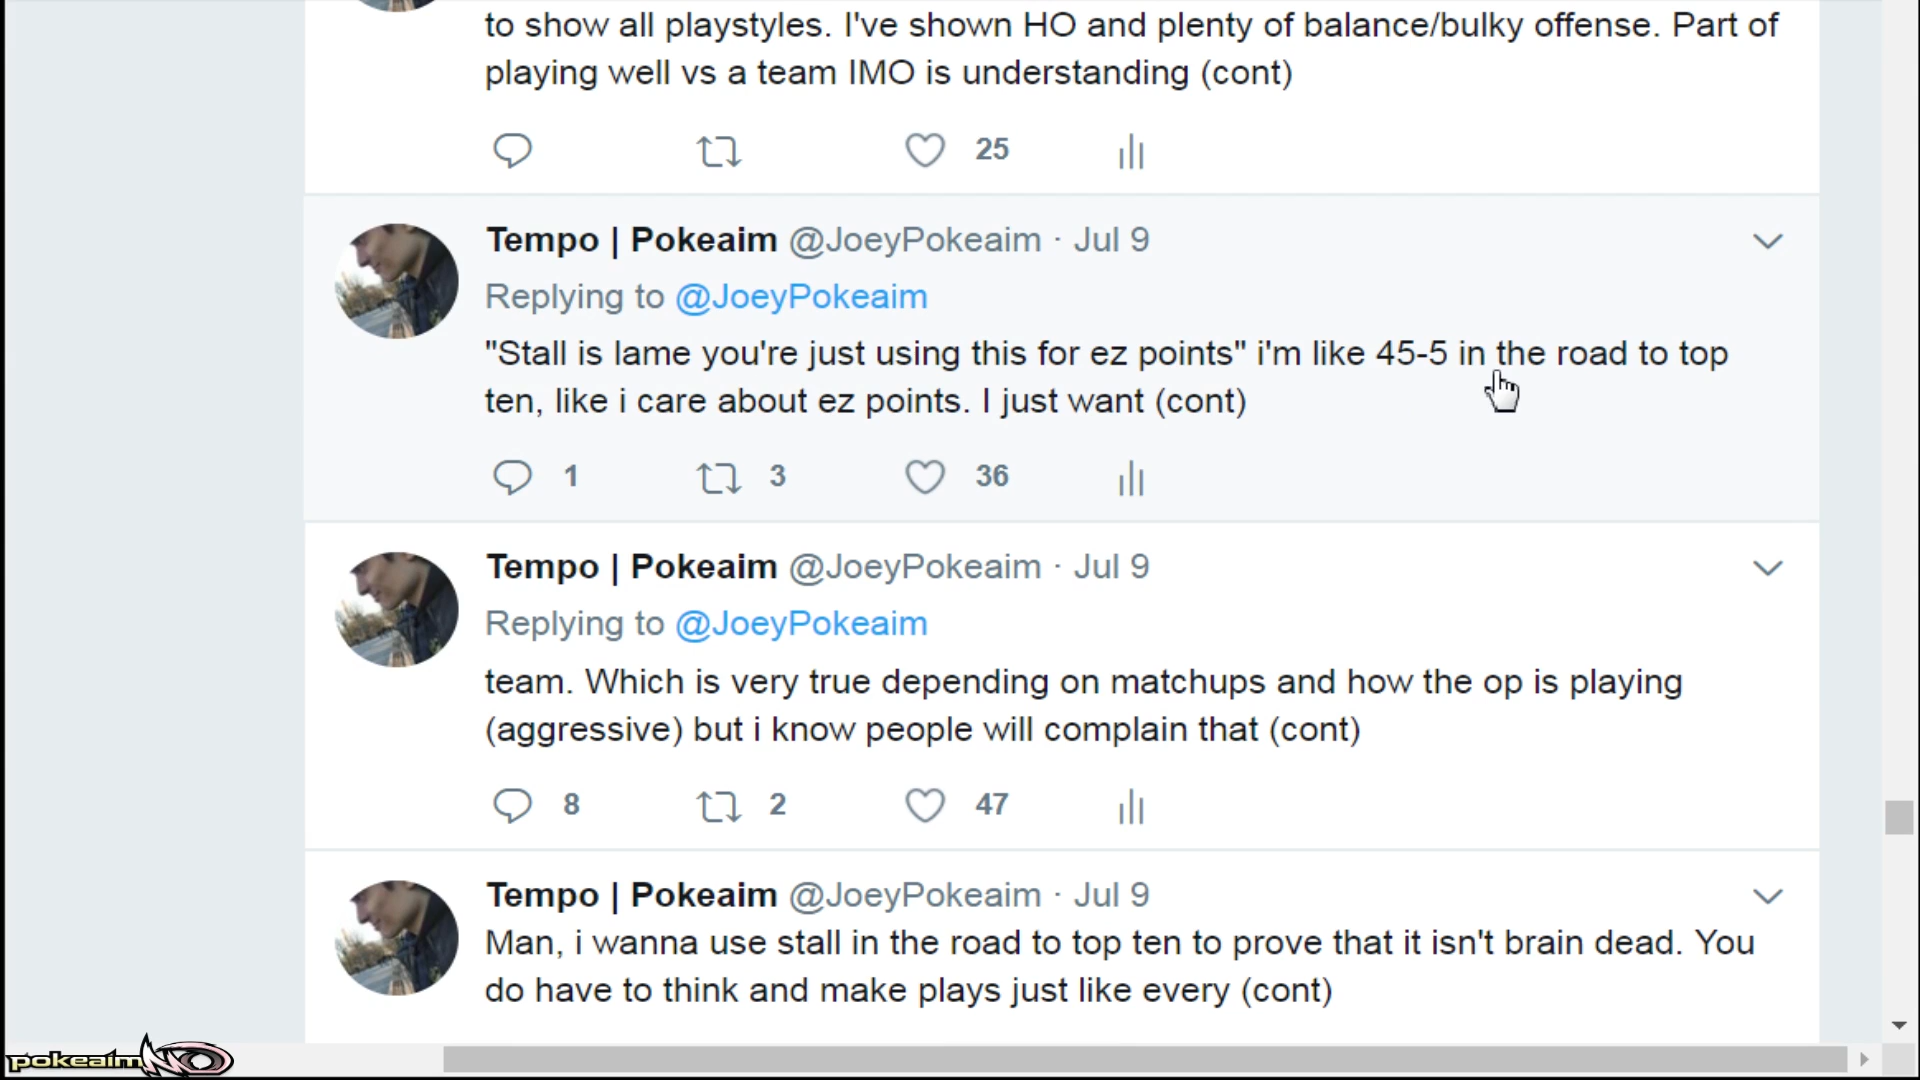 to show all playstyles. I've shown HO and plenty of balance/bulky offense. Part of
playing well vs a team IMO is understanding (cont)
25
Tempo | Pokeaim @JoeyPokeaim · Jul 9
Replying to @JoeyPokeaim
"Stall is lame you're just using this for ez points" i'm like 45-5 in the road to top
ten, like i care about ez points. I just want (cont)
1 3 36
Tempo | Pokeaim @JoeyPokeaim · Jul 9
Replying to @JoeyPokeaim
team. Which is very true depending on matchups and how the op is playing
(aggressive) but i know people will complain that (cont)
8 2 47
Tempo | Pokeaim @JoeyPokeaim · Jul 9
Man, i wanna use stall in the road to top ten to prove that it isn't brain dead. You
do have to think and make plays just like every (cont)
pokeaimMD